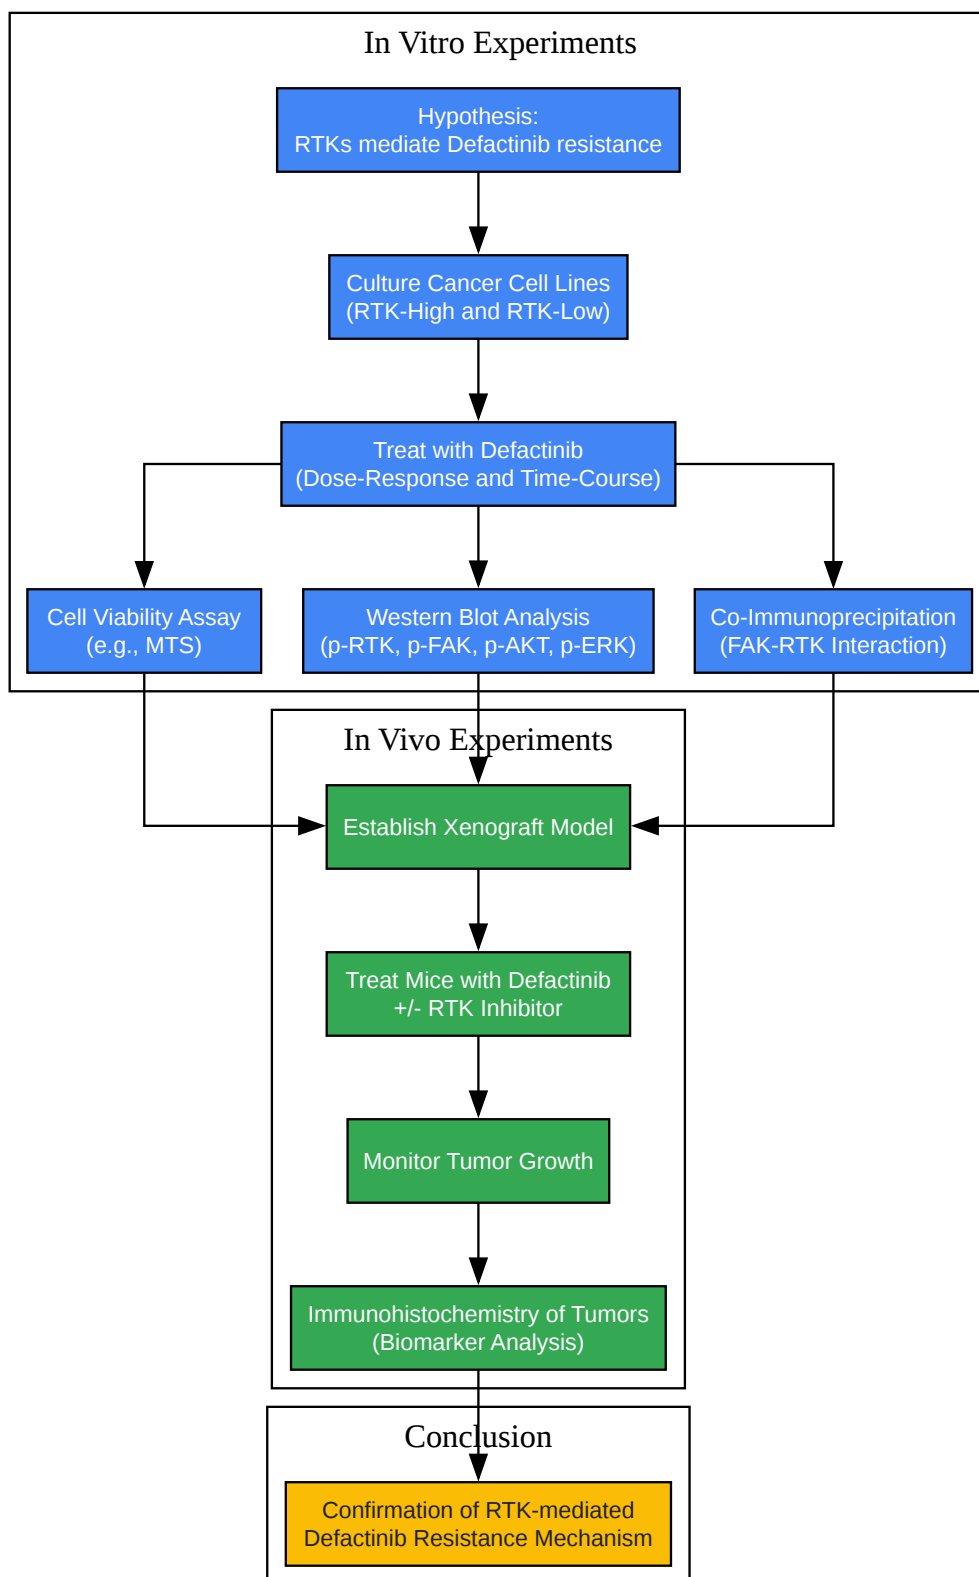 In Vitro Experiments
Hypothesis:
RTKs mediate Defactinib resistance
Culture Cancer Cell Lines
(RTK-High and RTK-Low)
Treat with Defactinib
(Dose-Response and Time-Course)
Cell Viability Assay
(e.g., MTS)
Western Blot Analysis
(p-RTK, p-FAK, p-AKT, p-ERK)
Co-Immunoprecipitation
(FAK-RTK Interaction)
In Vivo Experiments
Establish Xenograft Model
Treat Mice with Defactinib
+/- RTK Inhibitor
Monitor Tumor Growth
Immunohistochemistry of Tumors
(Biomarker Analysis)
Conclusion
Confirmation of RTK-mediated
Defactinib Resistance Mechanism